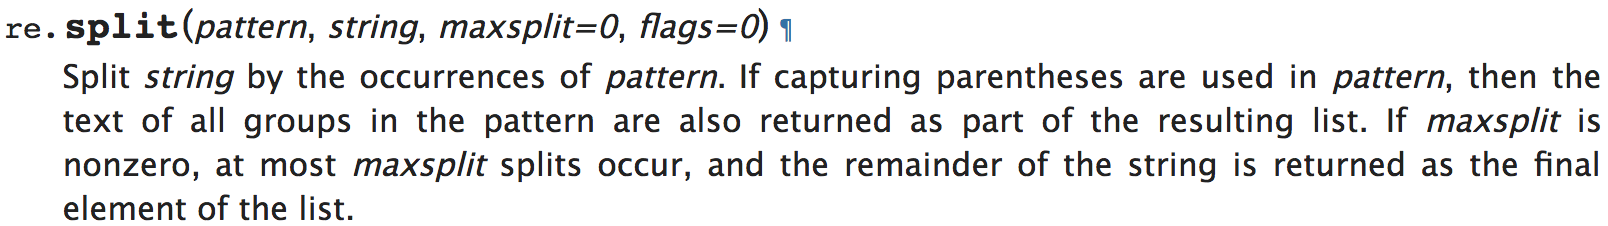 re.split(pattern, string, maxsplit=0, flags=0) ¶
Split string by the occurrences of pattern. If capturing parentheses are used in pattern, then the
text of all groups in the pattern are also returned as part of the resulting list. If maxsplit is
nonzero, at most maxsplit splits occur, and the remainder of the string is returned as the final
element of the list.